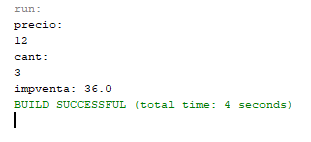 run:
precio:
12
cant:
3
impventa: 36.0
BUILD SUCCESSFUL (total time: 4 seconds)